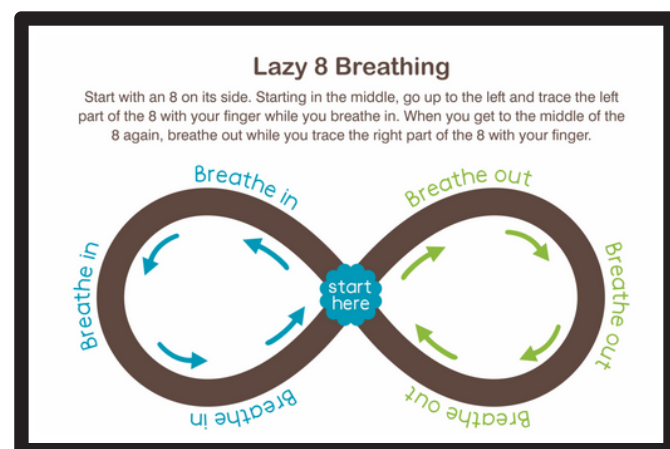 Lazy 8 Breathing
Start with an 8 on its side. Starting in the middle, go up to the left and trace the left
part of the 8 with your finger while you breathe in. When you get to the middle of the
8 again, breathe out while you trace the right part of the 8 with your finger.
Breathe in
Breathe out
Breathe in
start
here
Breathe out
Breathe in
Breathe out